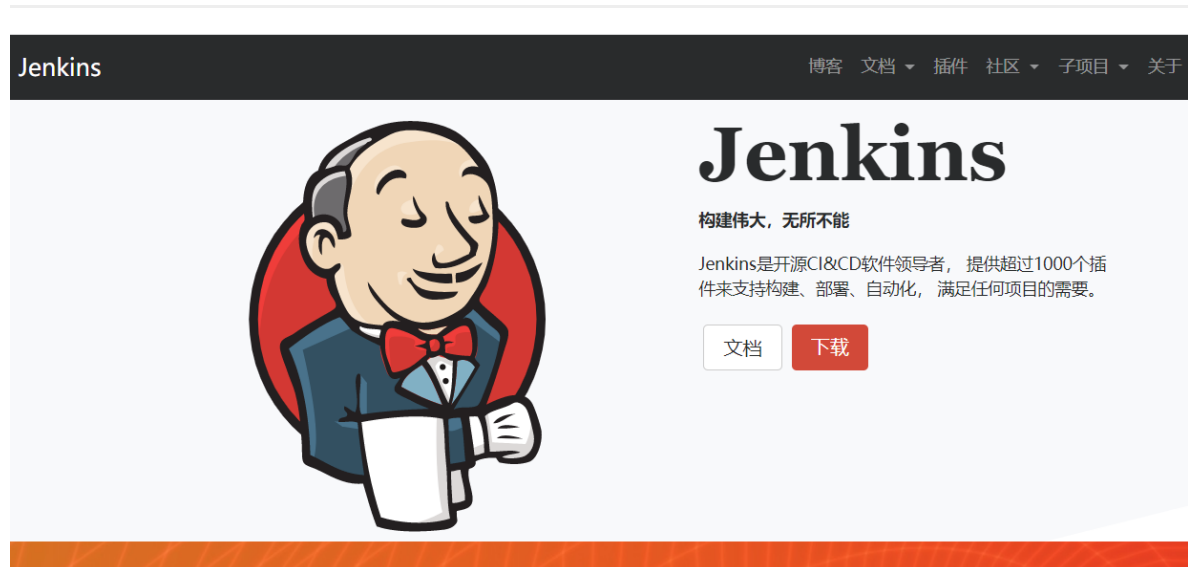 Jenkins
博客 文档 插件 社区 子项目 关于
Jenkins
构建伟大，无所不能
Jenkins是开源CI&CD软件领导者， 提供超过1000个插
件来支持构建、部署、自动化， 满足任何项目的需要。
文档 下载